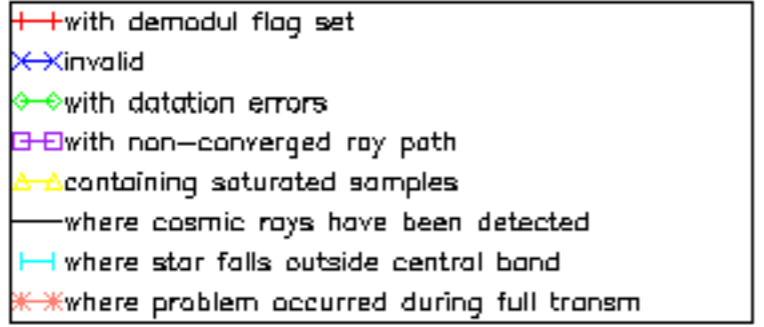 with demodul flag set
invalid
with datation errors
with non-converged ray path
containing saturated samples
where cosmic rays have been detected
where star falls outside central band
where problem occurred during full transm